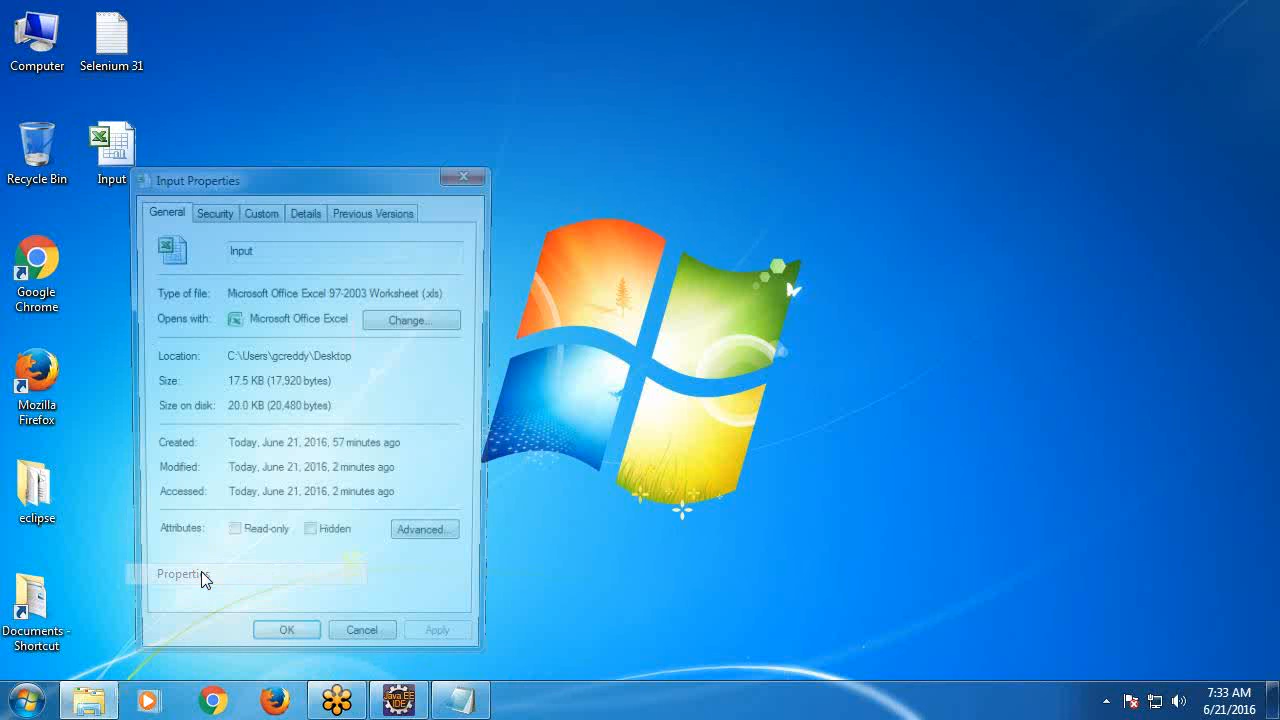 Computer
Selenium 31
Recycle Bin
Input
Google
Chrome
Mozilla
Firefox
eclipse
Documents -
Shortcut
Input Properties
General Security Custom Details Previous Versions
Input
Type of file: Microsoft Office Excel 97-2003 Worksheet (.xls)
Opens with: Microsoft Office Excel Change...
Location: C:\Users\gcreddy\Desktop
Size: 17.5 KB (17,920 bytes)
Size on disk: 20.0 KB (20,480 bytes)
Created: Today, June 21, 2016, 57 minutes ago
Modified: Today, June 21, 2016, 2 minutes ago
Accessed: Today, June 21, 2016, 2 minutes ago
Attributes: Read-only Hidden Advanced...
Properties
OK Cancel Apply
Java EE
IDE
7:33 AM
6/21/2016